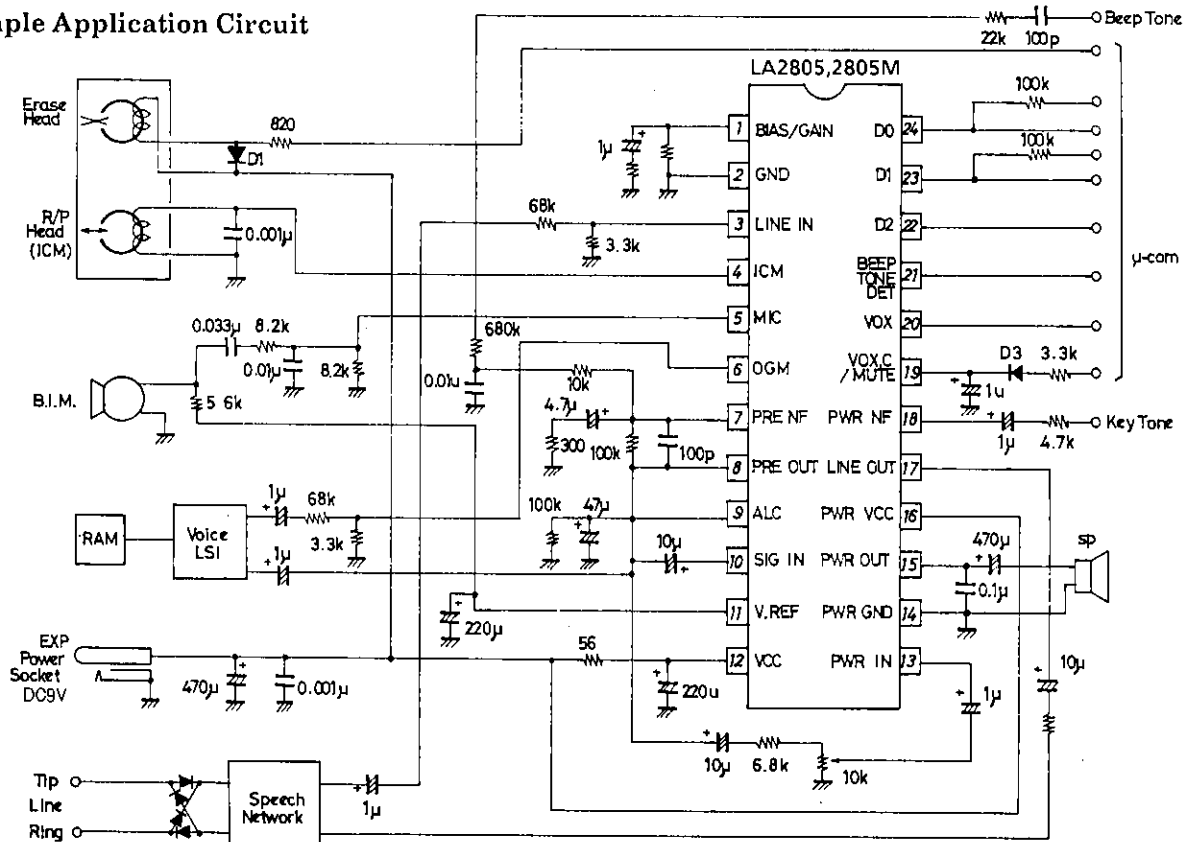 ple Application Circuit
22k
100p
Beep Tone
LA2805,2805M
Erase
Head
820
D1
R/P
Head
(ICM)
0.001μ
1μ
68k
3.3k
0.033μ
8.2k
0.01μ
8.2k
B.I.M.
5 6k
680k
0.01u
10k
4.7μ
300
100k
100p
100k
47μ
10μ
RAM
Voice
LSI
1μ
68k
3.3k
1μ
220μ
EXP
Power
Socket
DC9V
470μ
0.001μ
56
220u
Tip
Line
Ring
Speech
Network
1μ
10μ
6.8k
10k
1 BIAS/GAIN
2 GND
3 LINE IN
4 ICM
5 MIC
6 OGM
7 PRE NF
8 PRE OUT
9 ALC
10 SIG IN
11 V.REF
12 VCC
D0 24
D1 23
D2 22
BEEP
TONE 21
DET
VOX 20
VOX.C
/MUTE 19
PWR NF 18
LINE OUT 17
PWR VCC 16
PWR OUT 15
PWR GND 14
PWR IN 13
100k
100k
μ-com
D3
3.3k
1u
1μ
4.7k
Key Tone
470μ
SP
0.1μ
1μ
10μ